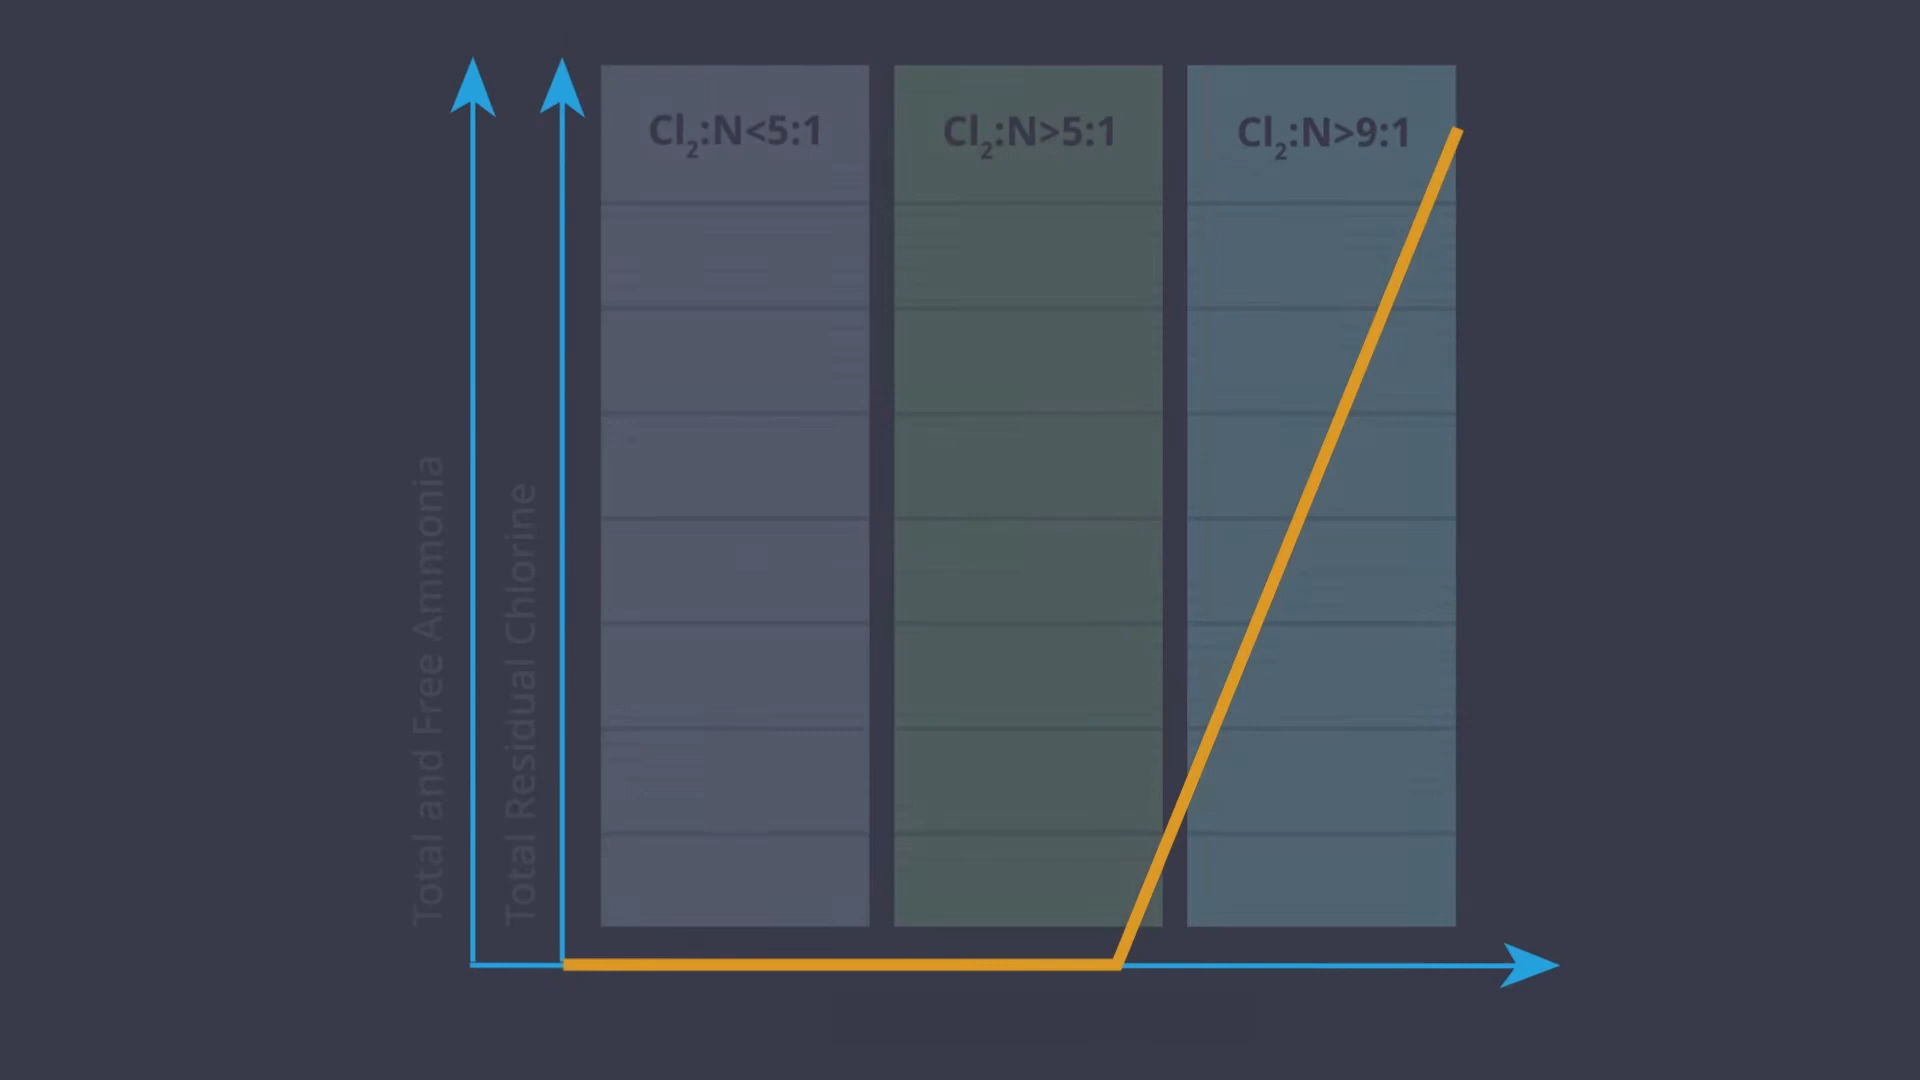 Cl₂:N<5:1
Cl₂:N>5:1
Cl₂:N>9:1
Total and Free Ammonia
Total Residual Chlorine